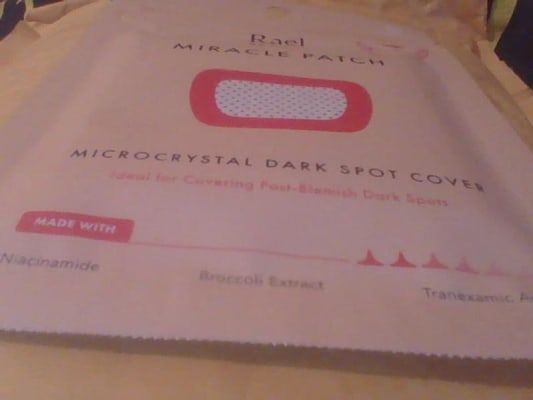 Rael
MIRACLE PATCH
MICROCRYSTAL DARK SPOT COVER
Ideal for Covering Post-Blemish Dark Spots
MADE WITH
Niacinamide
Broccoli Extract
Tranexamic